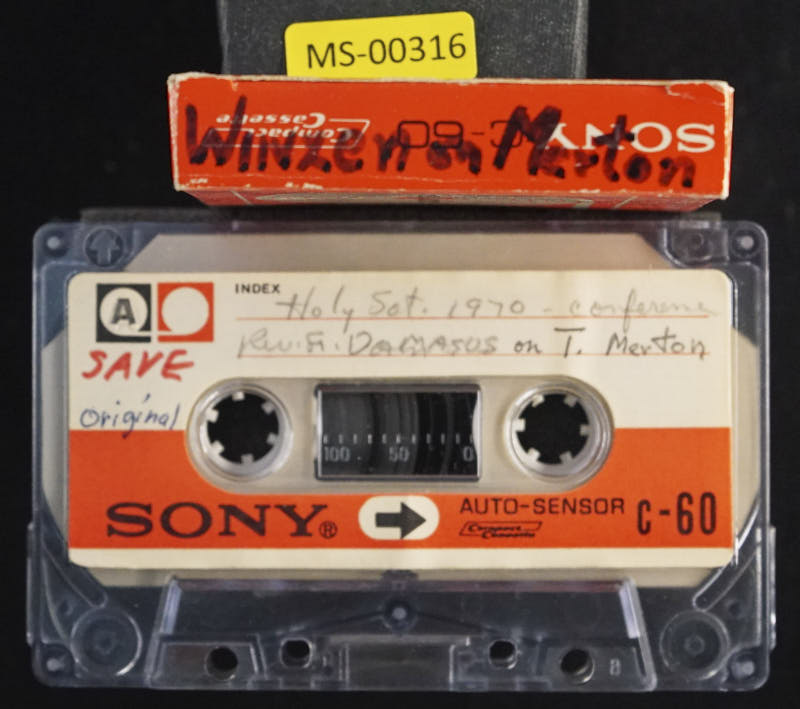 MS-00316
SONY C-60 Compact Cassette
Winzen on Merton
A
INDEX
Holy Sat. 1970 - conference
Rev. Fr. DAMASUS on T. Merton
SAVE
Original
100 . 50 0
SONY® AUTO-SENSOR C-60
Compact Cassette